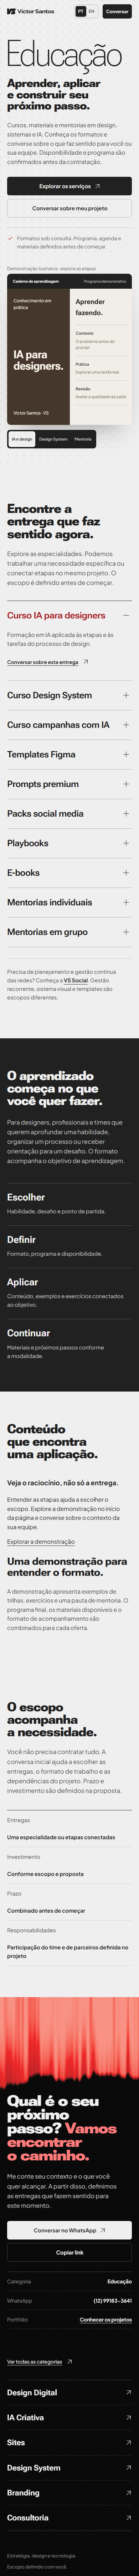 Victor Santos
PT EN
Conversar
Educação
Aprender, aplicar
e construir seu
próximo passo.
Cursos, materiais e mentorias em design,
sistemas e IA. Conheça os formatos e
converse sobre o que faz sentido para você ou
sua equipe. Disponibilidade e programas são
confirmados antes da contratação.
Explorar os serviços
Conversar sobre meu projeto
Formatos sob consulta. Programa, agenda e
materiais definidos antes de começar.
Demonstração ilustrativa · explore as etapas
Caderno de aprendizagem
Programa demonstrativo
Conhecimento em
prática
IA para
designers.
Victor Santos · VS
Aprender
fazendo.
Contexto
O problema antes do
prompt
Prática
Explorar uma tarefa real
Revisão
Avaliar a qualidade da saída
IA e design
Design System
Mentoria
Encontre a
entrega que faz
sentido agora.
Explore as especialidades. Podemos
trabalhar uma necessidade específica ou
conectar etapas no mesmo projeto. O
escopo é definido antes de começar.
Curso IA para designers
Formação em IA aplicada às etapas e às
tarefas do processo de design.
Conversar sobre esta entrega
Curso Design System
Curso campanhas com IA
Templates Figma
Prompts premium
Packs social media
Playbooks
E-books
Mentorias individuais
Mentorias em grupo
Precisa de planejamento e gestão contínua
das redes? Conheça a VS Social. Gestão
recorrente, sistema visual e templates são
escopos diferentes.
O aprendizado
começa no que
você quer fazer.
Para designers, profissionais e times que
querem aprofundar uma habilidade,
organizar um processo ou receber
orientação para um desafio. O formato
acompanha o objetivo de aprendizagem.
Escolher
Habilidade, desafio e ponto de partida.
Definir
Formato, programa e disponibilidade.
Aplicar
Conteúdo, exemplos e exercícios conectados
ao objetivo.
Continuar
Materiais e próximos passos conforme
a modalidade.
Conteúdo
que encontra
uma aplicação.
Veja o raciocínio, não só a entrega.
Entender as etapas ajuda a escolher o
escopo. Explore a demonstração no início
da página e converse sobre o contexto da
sua equipe.
Explorar a demonstração
Uma demonstração para
entender o formato.
A demonstração apresenta exemplos de
trilhas, exercícios e uma pauta de mentoria. O
programa final, os materiais disponíveis e o
formato de acompanhamento são
combinados para cada oferta.
O escopo
acompanha
a necessidade.
Você não precisa contratar tudo. A
conversa inicial ajuda a escolher as
entregas, o formato de trabalho e as
dependências do projeto. Prazo e
investimento são definidos na proposta.
Entregas
Uma especialidade ou etapas conectadas
Investimento
Conforme escopo e proposta
Prazo
Combinado antes de começar
Responsabilidades
Participação do time e de parceiros definida no
projeto
Qual é o seu
próximo
passo? Vamos
encontrar
o caminho.
Me conte seu contexto e o que você
quer alcançar. A partir disso, definimos
as entregas que fazem sentido para
este momento.
Conversar no WhatsApp
Copiar link
Categoria
Educação
WhatsApp
(12) 99183-3641
Portfólio
Conhecer os projetos
Ver todas as categorias
Design Digital
IA Criativa
Sites
Design System
Branding
Consultoria
Estratégia, design e tecnologia.
Escopo definido com você.